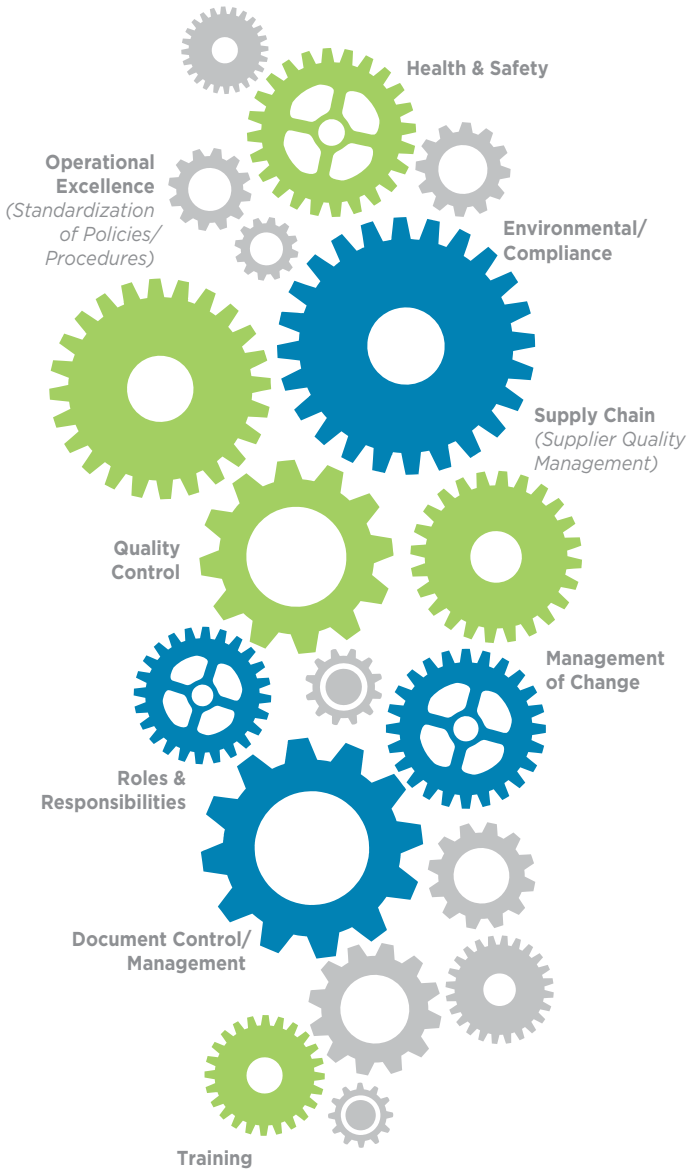 Health & Safety
Operational
Excellence
(Standardization
of Policies/
Procedures)
Environmental/
Compliance
Supply Chain
(Supplier Quality
Management)
Quality
Control
Management
of Change
Roles &
Responsibilities
Document Control/
Management
Training